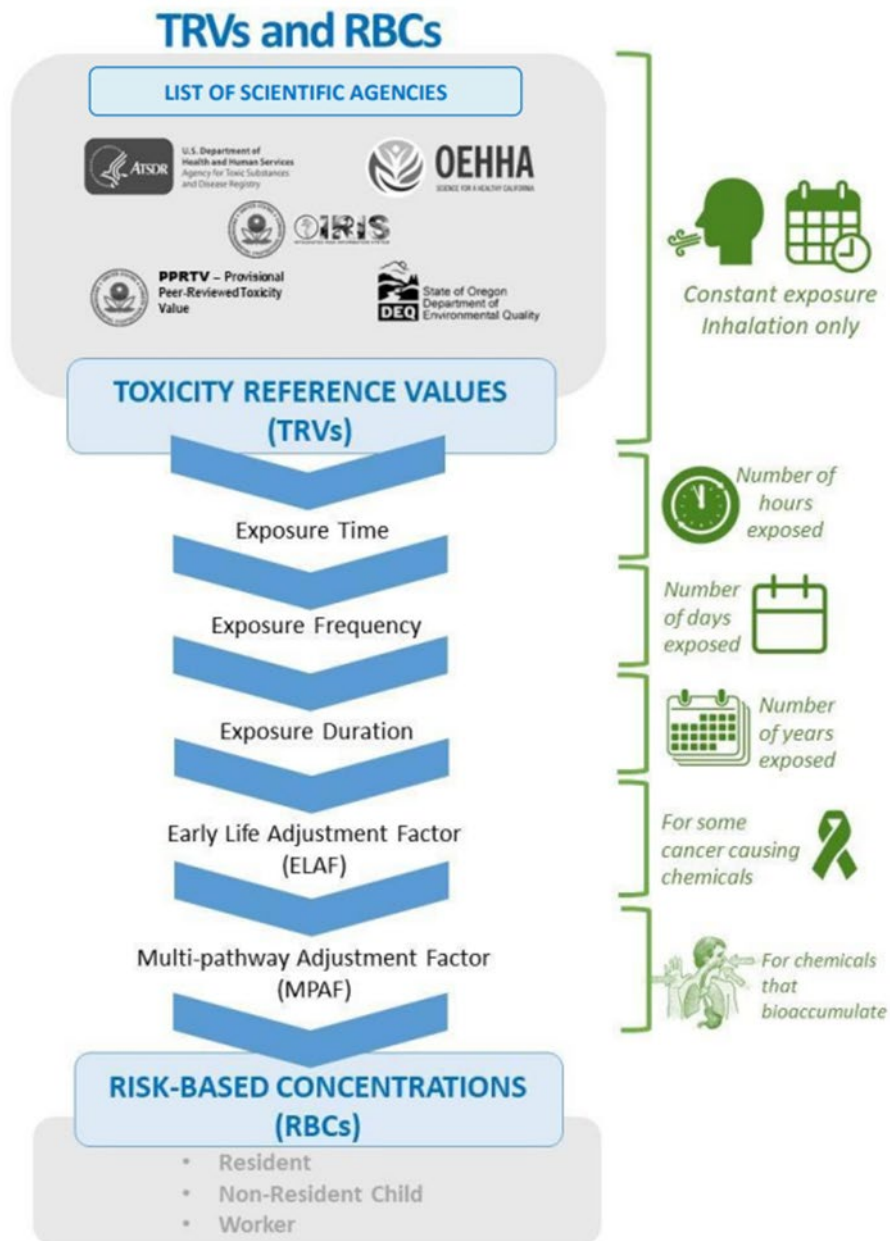 TRVs and RBCs
LIST OF SCIENTIFIC AGENCIES
ATSDR
U.S. Department of
Health and Human Services
Agency for Toxic Substances
and Disease Registry
OEHHA
SCIENCE FOR A HEALTHY CALIFORNIA
IRIS
PPRTV – Provisional
Peer-Reviewed Toxicity
Value
DEQ
State of Oregon
Department of
Environmental Quality
Constant exposure
Inhalation only
TOXICITY REFERENCE VALUES
(TRVs)
Number of
hours
exposed
Exposure Time
Number
of days
exposed
Exposure Frequency
Number
of years
exposed
Exposure Duration
For some
cancer causing
chemicals
Early Life Adjustment Factor
(ELAF)
Multi-pathway Adjustment Factor
(MPAF)
For chemicals
that
bioaccumulate
RISK-BASED CONCENTRATIONS
(RBCs)
• Resident
• Non-Resident Child
• Worker